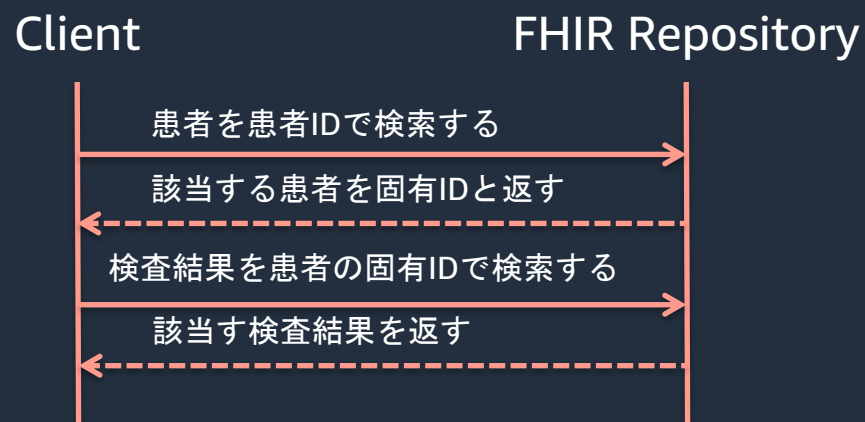 Client
FHIR Repository
患者を患者IDで検索する
該当する患者を固有IDと返す
検査結果を患者の固有IDで検索する
該当す検査結果を返す